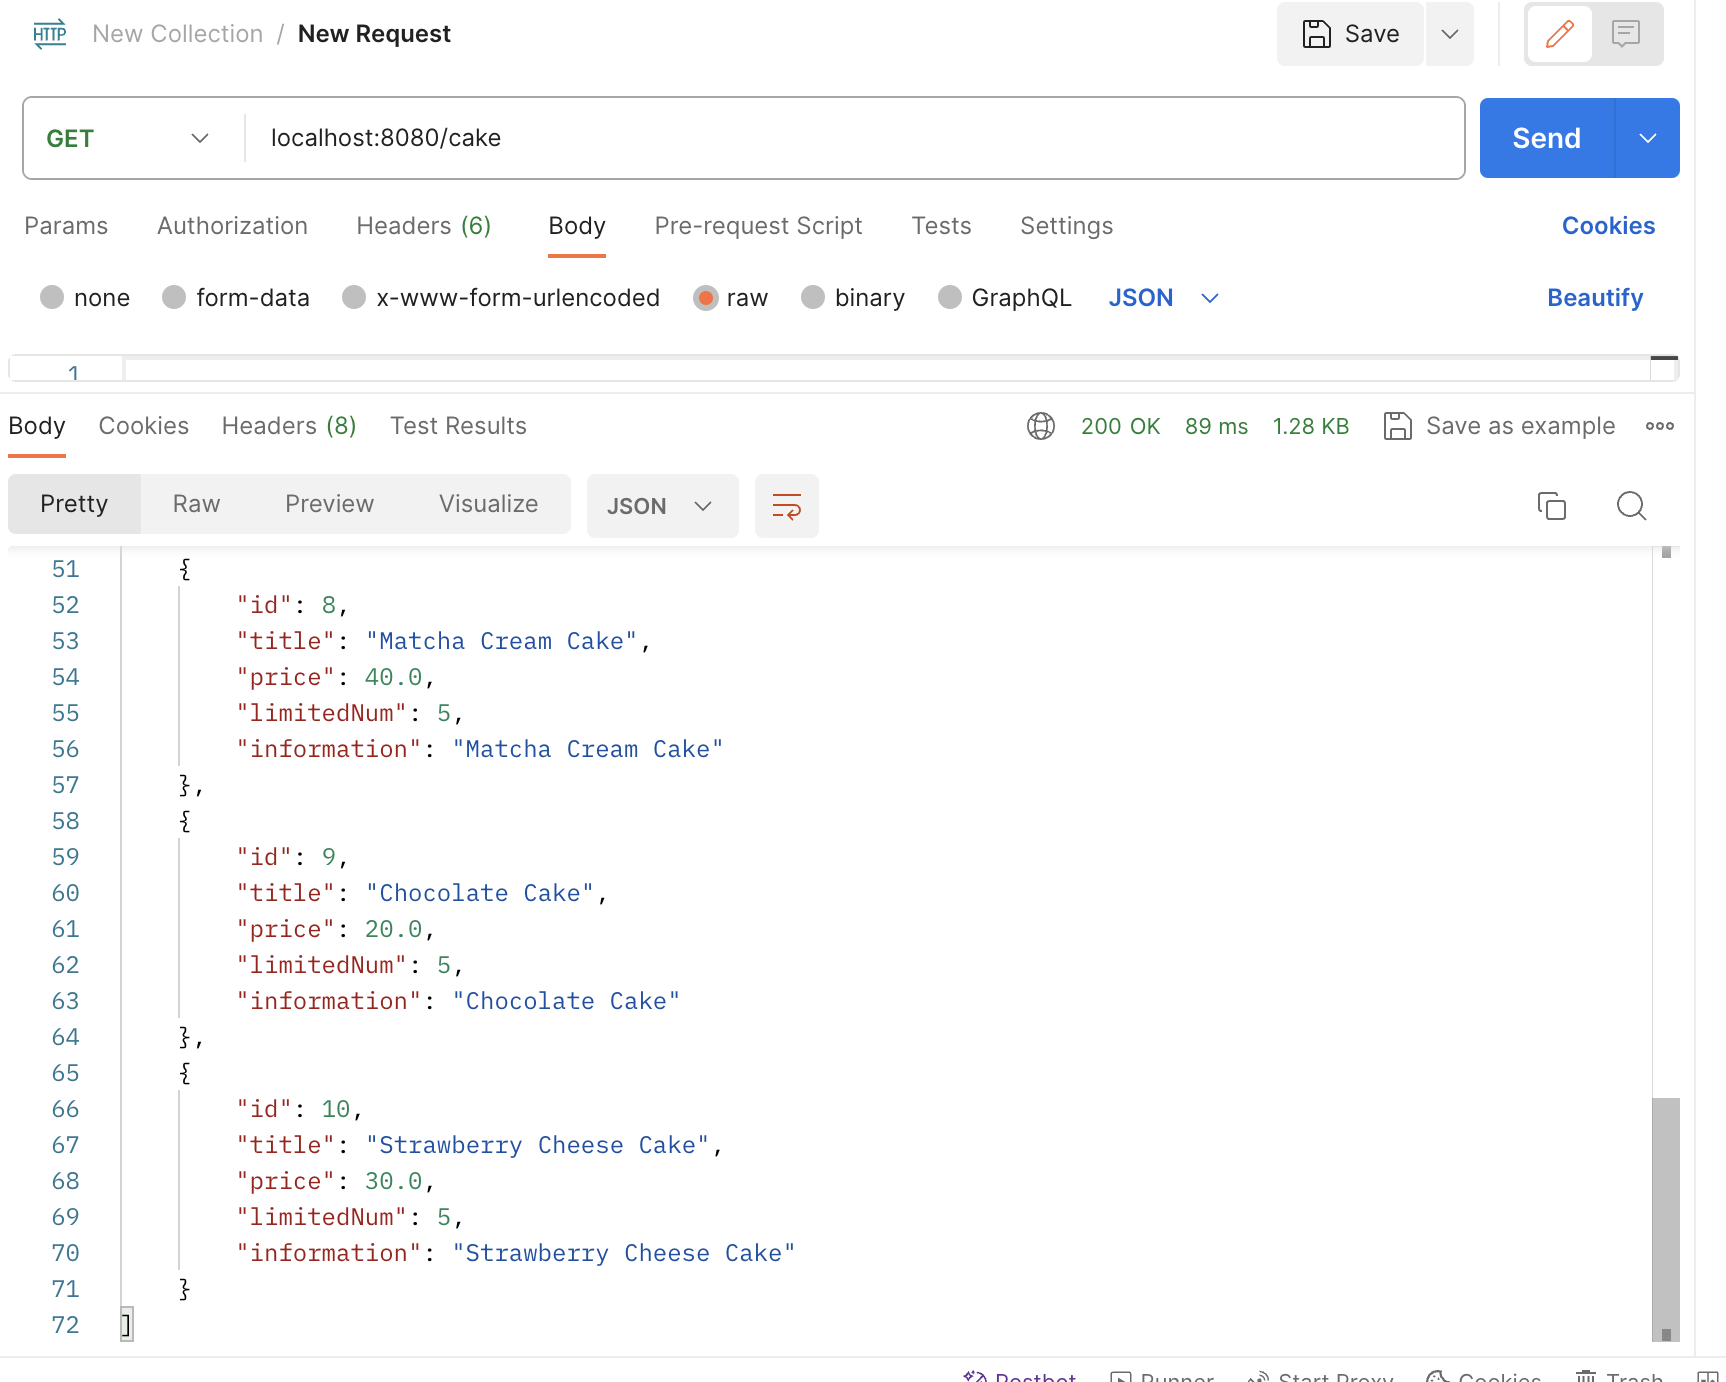 HTTP New Collection / New Request Save
GET localhost:8080/cake Send
Params Authorization Headers (6) Body Pre-request Script Tests Settings Cookies
none form-data x-www-form-urlencoded raw binary GraphQL JSON Beautify
1
Body Cookies Headers (8) Test Results 200 OK 89 ms 1.28 KB Save as example
Pretty Raw Preview Visualize JSON
51 {
52 "id": 8,
53 "title": "Matcha Cream Cake",
54 "price": 40.0,
55 "limitedNum": 5,
56 "information": "Matcha Cream Cake"
57 },
58 {
59 "id": 9,
60 "title": "Chocolate Cake",
61 "price": 20.0,
62 "limitedNum": 5,
63 "information": "Chocolate Cake"
64 },
65 {
66 "id": 10,
67 "title": "Strawberry Cheese Cake",
68 "price": 30.0,
69 "limitedNum": 5,
70 "information": "Strawberry Cheese Cake"
71 }
72 ]
Postbot Runner Start Proxy Cookies Trash